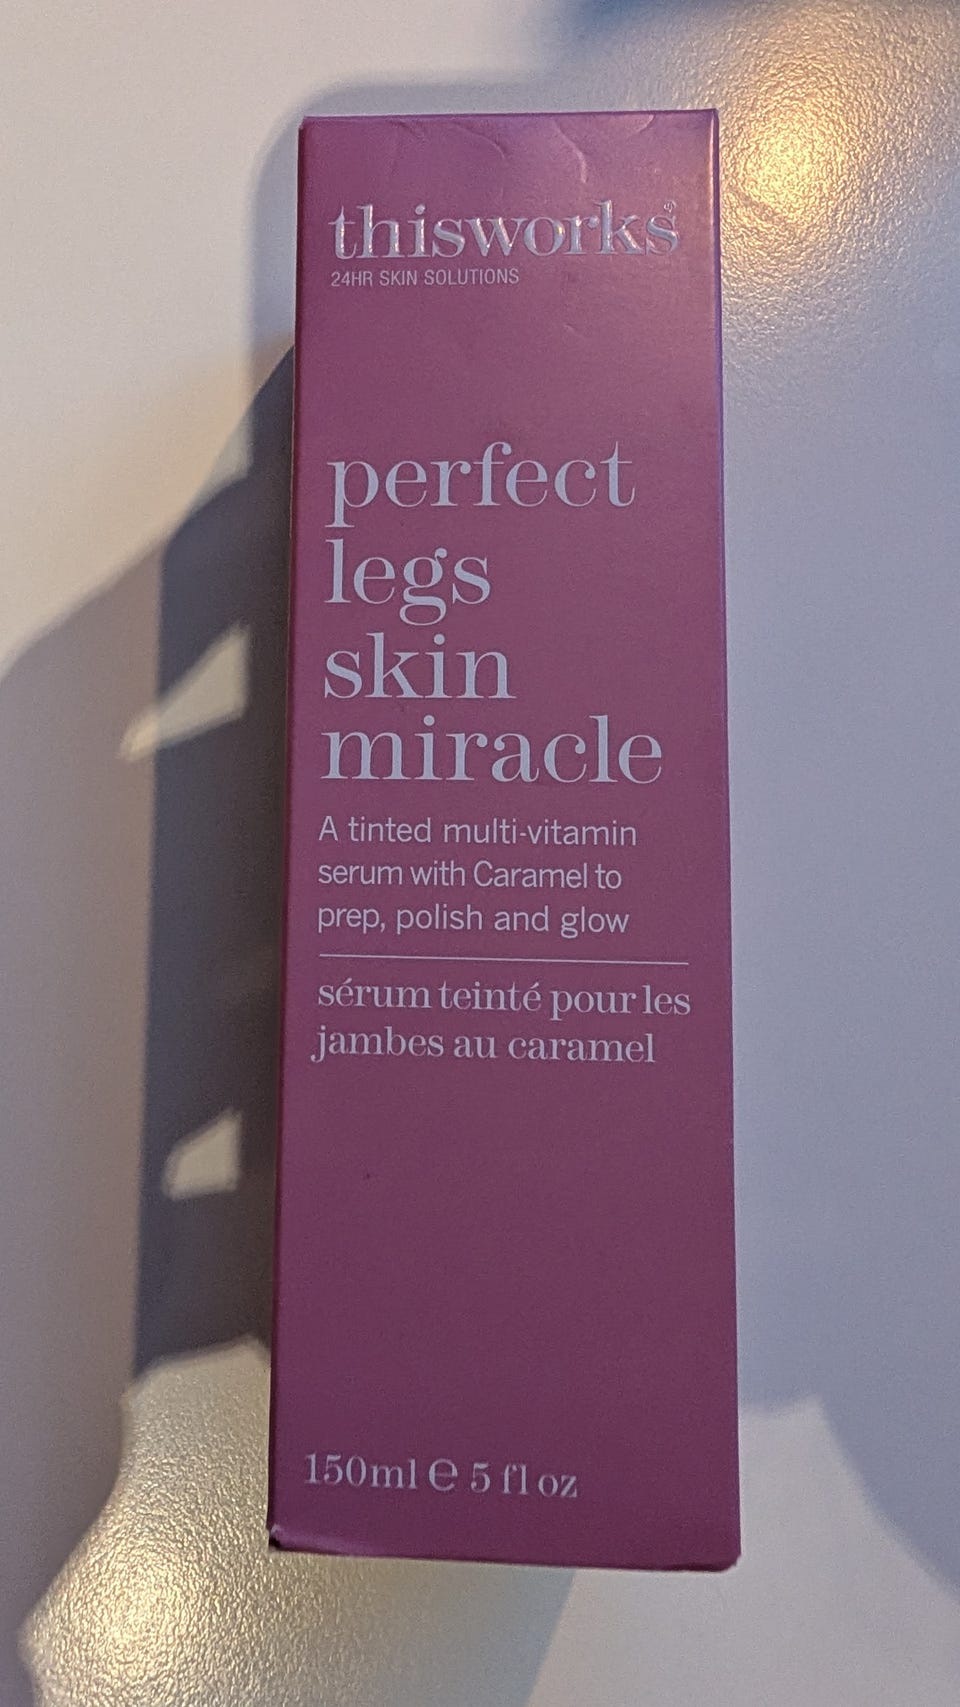 thisworks®
24HR SKIN SOLUTIONS
perfect
legs
skin
miracle
A tinted multi-vitamin
serum with Caramel to
prep, polish and glow
sérum teinté pour les
jambes au caramel
150ml ℮ 5 fl oz